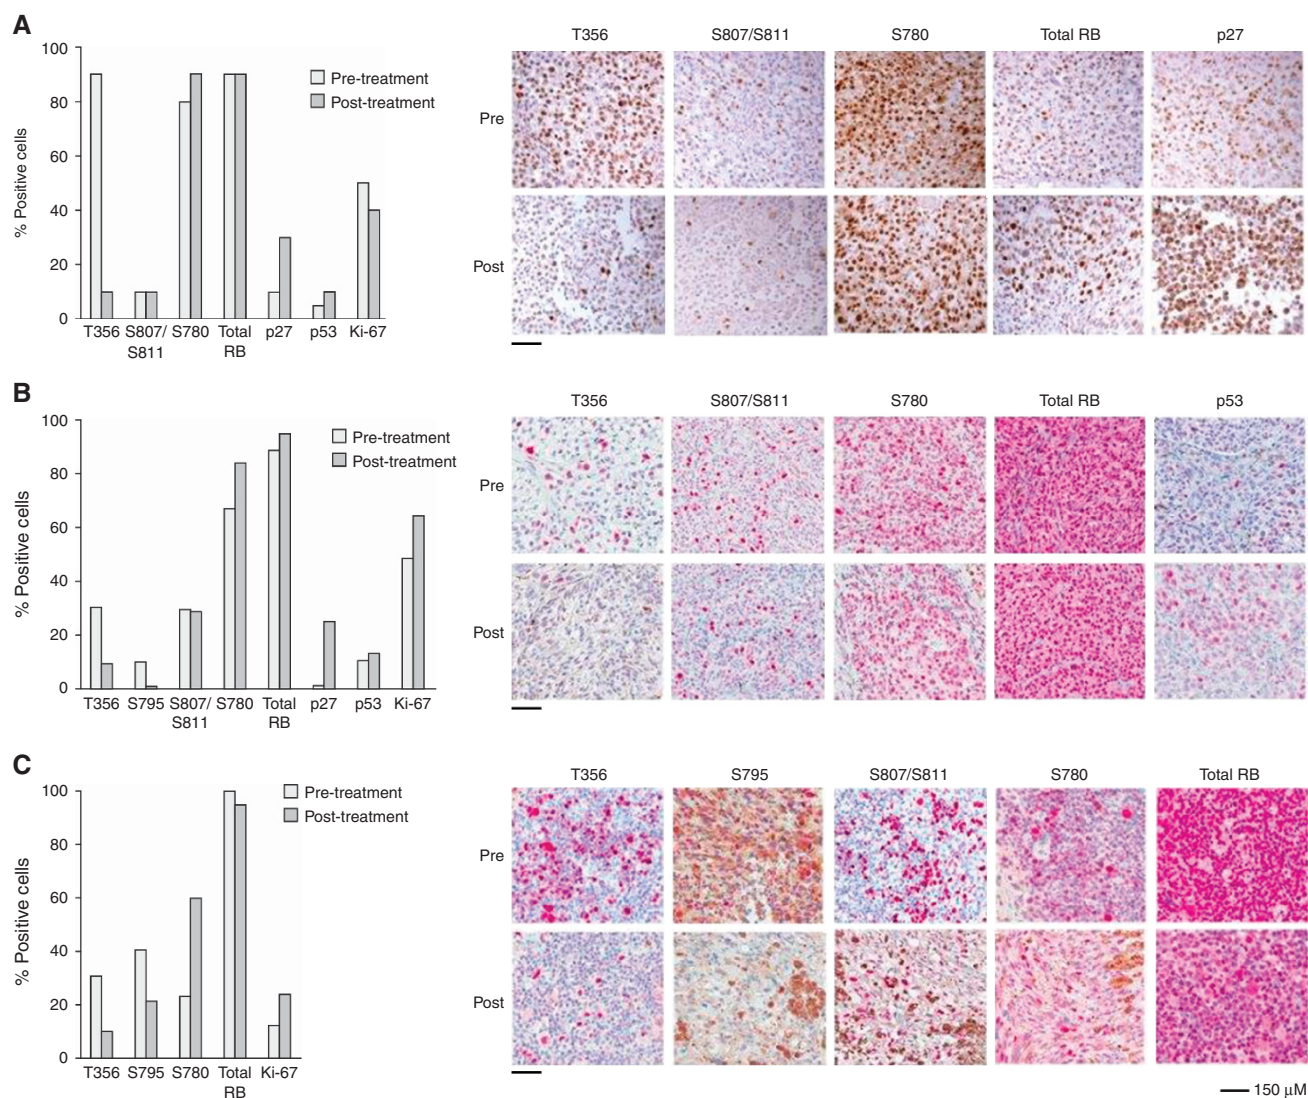 A
100
80
60
40
20
0
% Positive cells
Pre-treatment
Post-treatment
T356 S807/ S780 Total p27 p53 Ki-67
S811 RB
T356 S807/S811 S780 Total RB p27
Pre
Post
B
100
80
60
40
20
0
% Positive cells
Pre-treatment
Post-treatment
T356 S795 S807/ S780 Total p27 p53 Ki-67
S811 RB
T356 S807/S811 S780 Total RB p53
Pre
Post
C
100
80
60
40
20
0
% Positive cells
Pre-treatment
Post-treatment
T356 S795 S780 Total Ki-67
RB
T356 S795 S807/S811 S780 Total RB
Pre
Post
150 µM